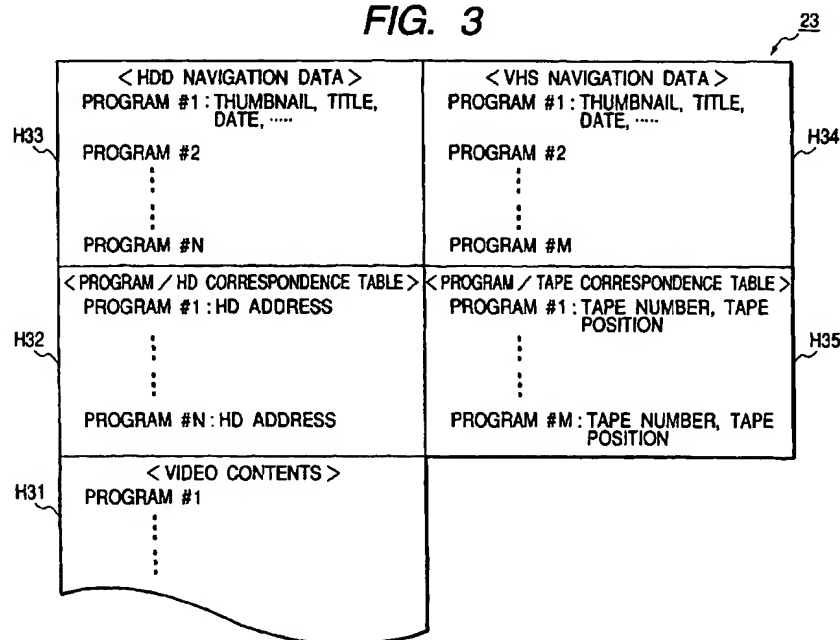 FIG. 3
23
<HDD NAVIGATION DATA>
PROGRAM #1 : THUMBNAIL, TITLE,
DATE, .....
PROGRAM #2
PROGRAM #N
H33
<VHS NAVIGATION DATA>
PROGRAM #1 : THUMBNAIL, TITLE,
DATE, .....
PROGRAM #2
PROGRAM #M
H34
<PROGRAM / HD CORRESPONDENCE TABLE>
PROGRAM #1 : HD ADDRESS
PROGRAM #N : HD ADDRESS
H32
<PROGRAM / TAPE CORRESPONDENCE TABLE>
PROGRAM #1 : TAPE NUMBER, TAPE
POSITION
PROGRAM #M : TAPE NUMBER, TAPE
POSITION
H35
<VIDEO CONTENTS>
PROGRAM #1
H31